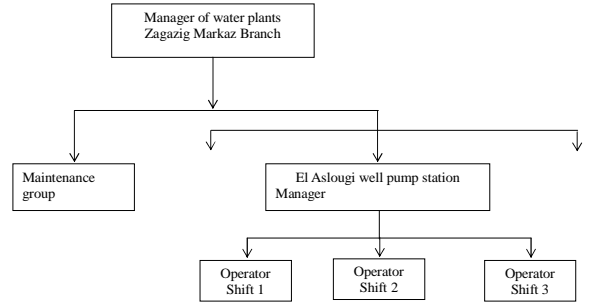 Manager of water plants
Zagazig Markaz Branch
Maintenance
group
El Aslougi well pump station
Manager
Operator
Shift 1
Operator
Shift 2
Operator
Shift 3